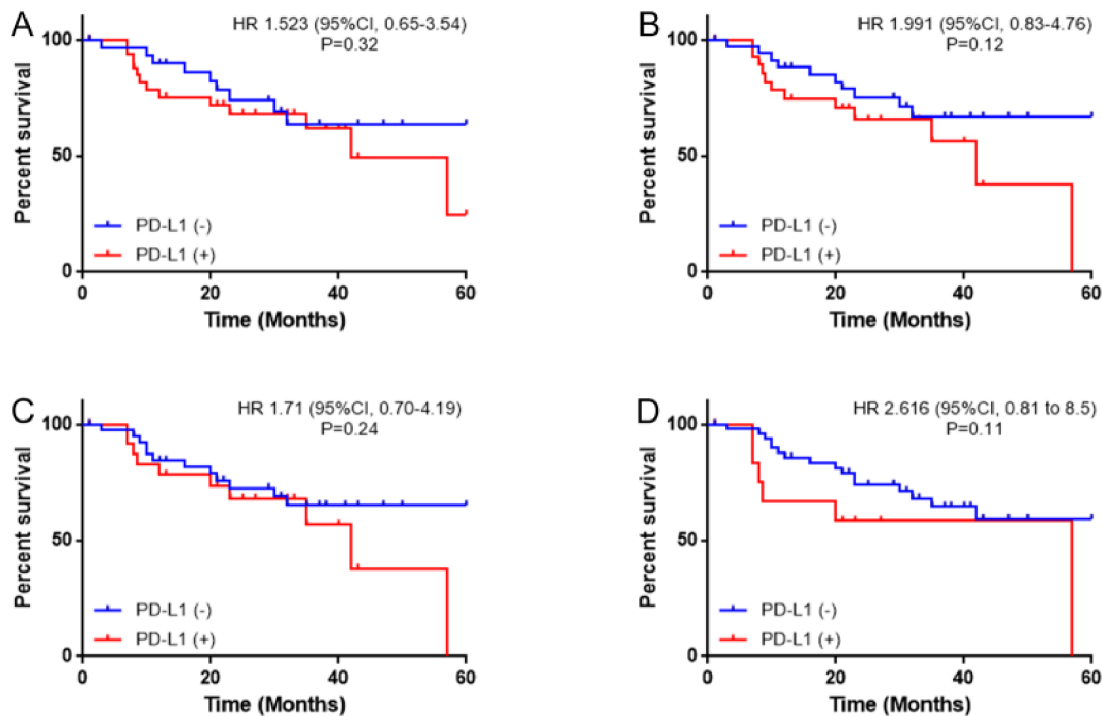 A
HR 1.523 (95%CI, 0.65-3.54)
P=0.32
100
50
0
Percent survival
PD-L1 (-)
PD-L1 (+)
0 20 40 60
Time (Months)
B
HR 1.991 (95%CI, 0.83-4.76)
P=0.12
100
50
0
Percent survival
PD-L1 (-)
PD-L1 (+)
0 20 40 60
Time (Months)
C
HR 1.71 (95%CI, 0.70-4.19)
P=0.24
100
50
0
Percent survival
PD-L1 (-)
PD-L1 (+)
0 20 40 60
Time (Months)
D
HR 2.616 (95%CI, 0.81 to 8.5)
P=0.11
100
50
0
Percent survival
PD-L1 (-)
PD-L1 (+)
0 20 40 60
Time (Months)